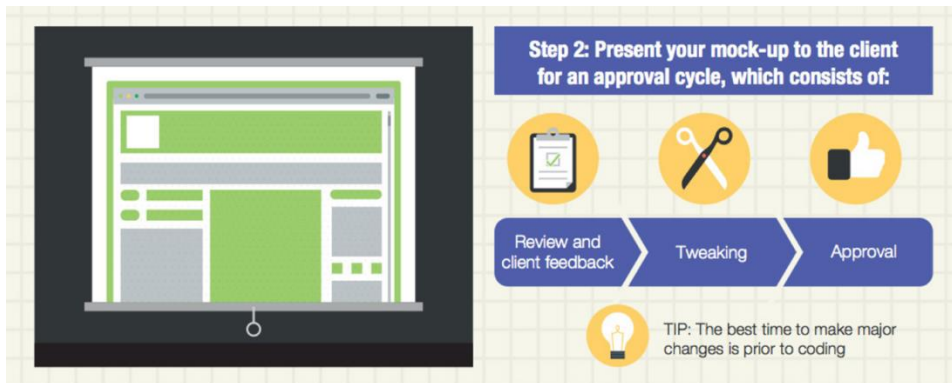 Step 2: Present your mock-up to the client
for an approval cycle, which consists of:
Review and
client feedback
Tweaking
Approval
TIP: The best time to make major
changes is prior to coding